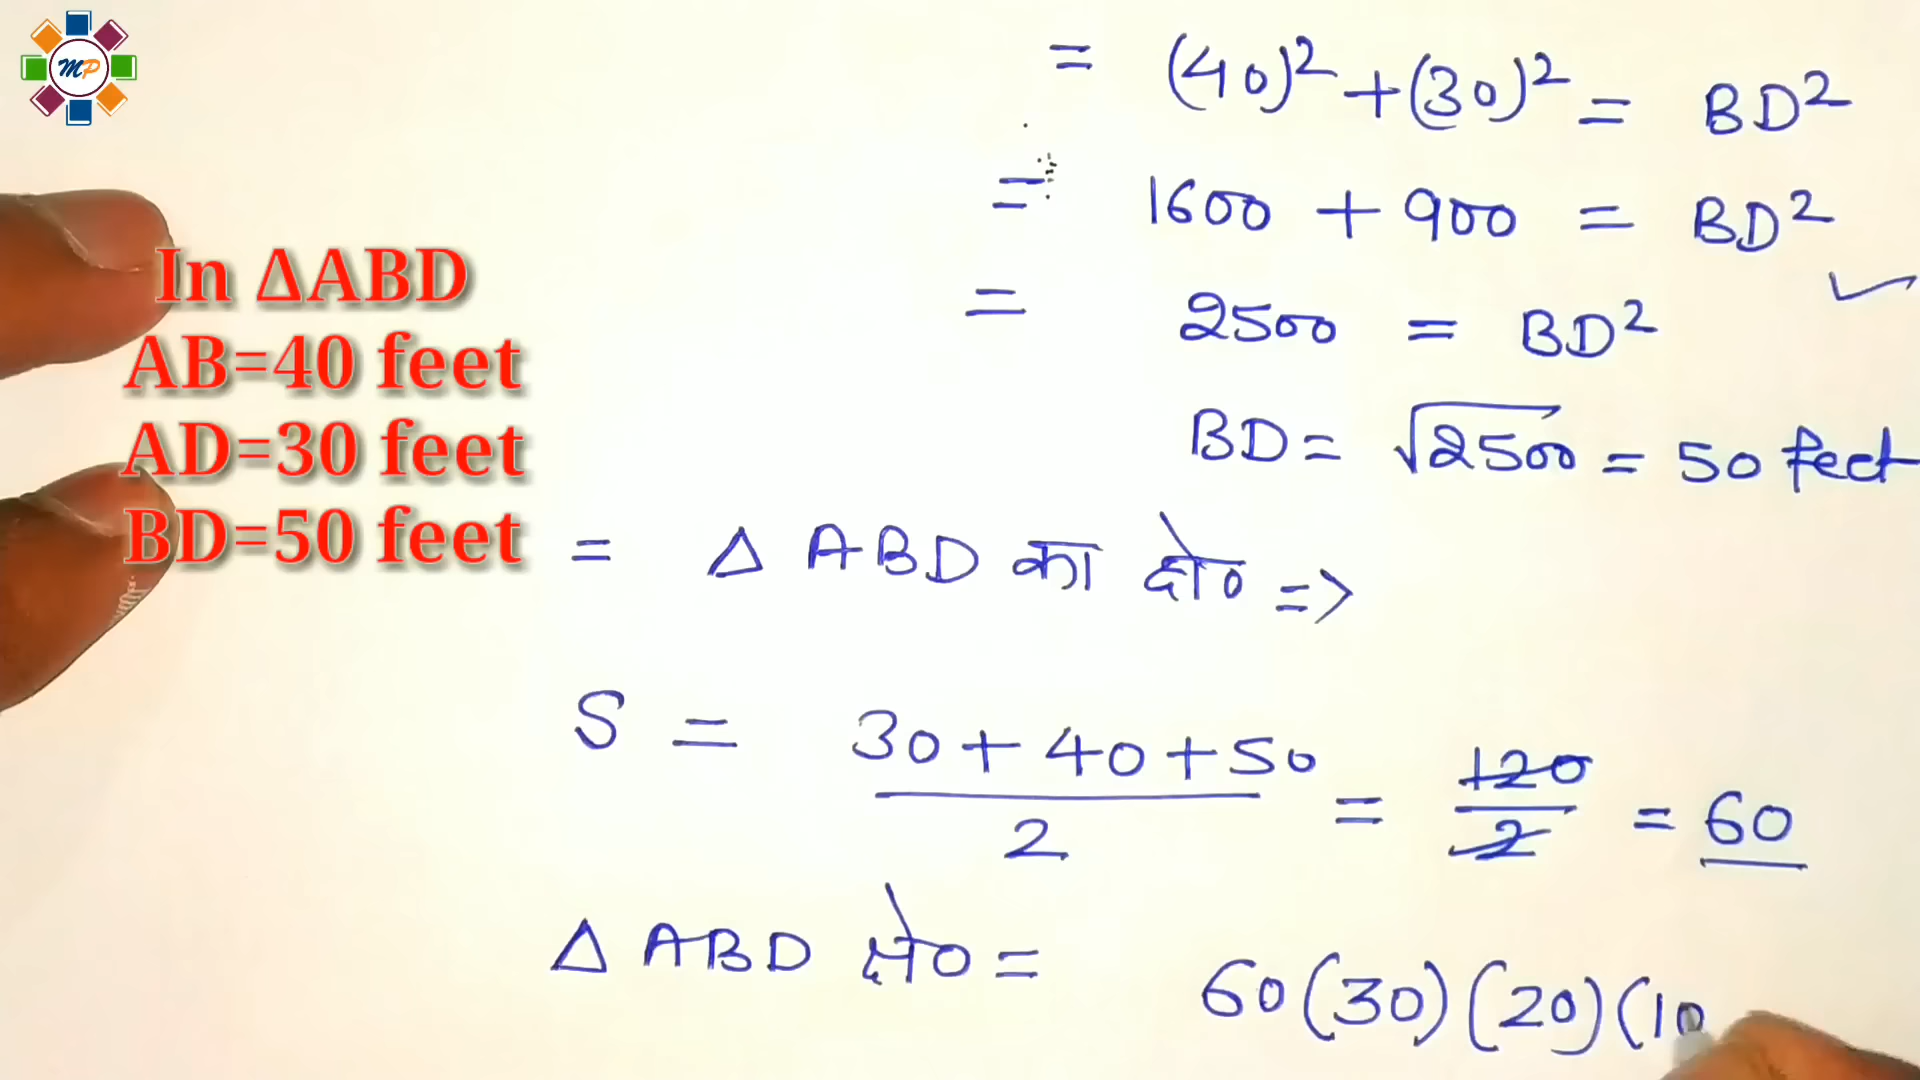 MP
= (40)² + (30)² = BD²
= 1600 + 900 = BD²
= 2500 = BD²
BD = √2500 = 50 feet
In ΔABD
AB=40 feet
AD=30 feet
BD=50 feet
= Δ ABD का क्षे० =>
S = 30 + 40 + 50 / 2 = 120 / 2 = 60
Δ ABD क्षे० = 60 (30) (20) (10